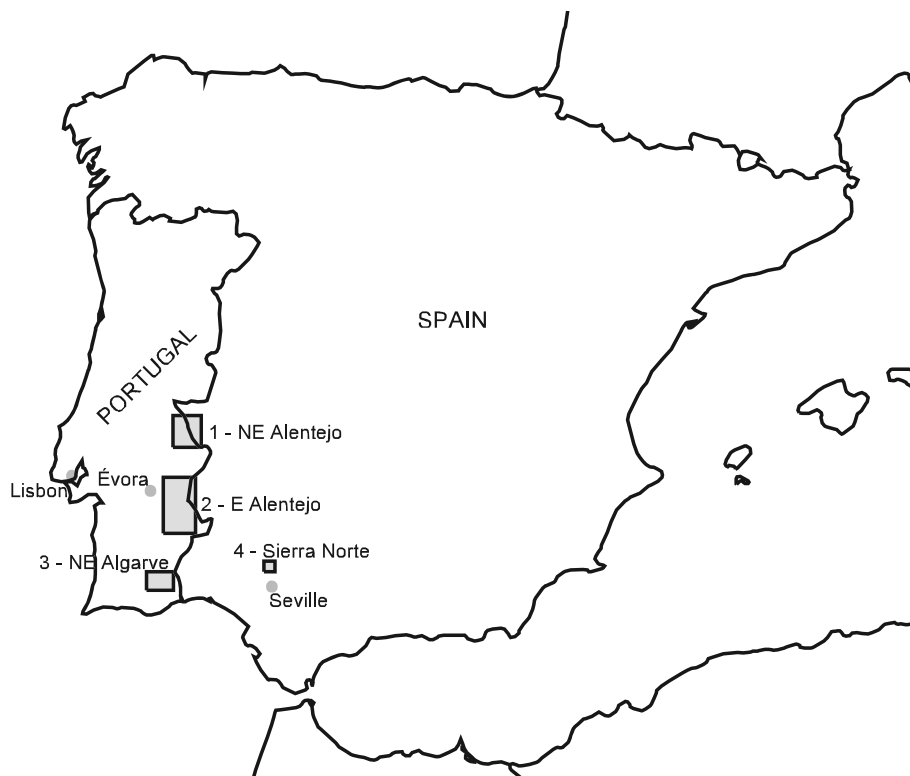 SPAIN
PORTUGAL
1 - NE Alentejo
Lisbon
Évora
2 - E Alentejo
3 - NE Algarve
4 - Sierra Norte
Seville